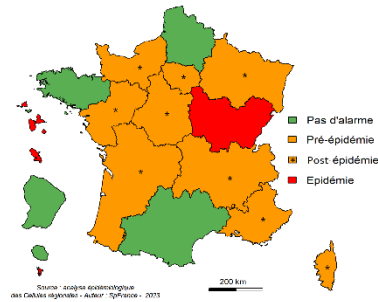 Pas d'alarme
Pré-épidémie
Post-épidémie
Epidémie
200 km
Source : analyse épidémiologique
des Cellules régionales - Auteur : SpFrance - 2023